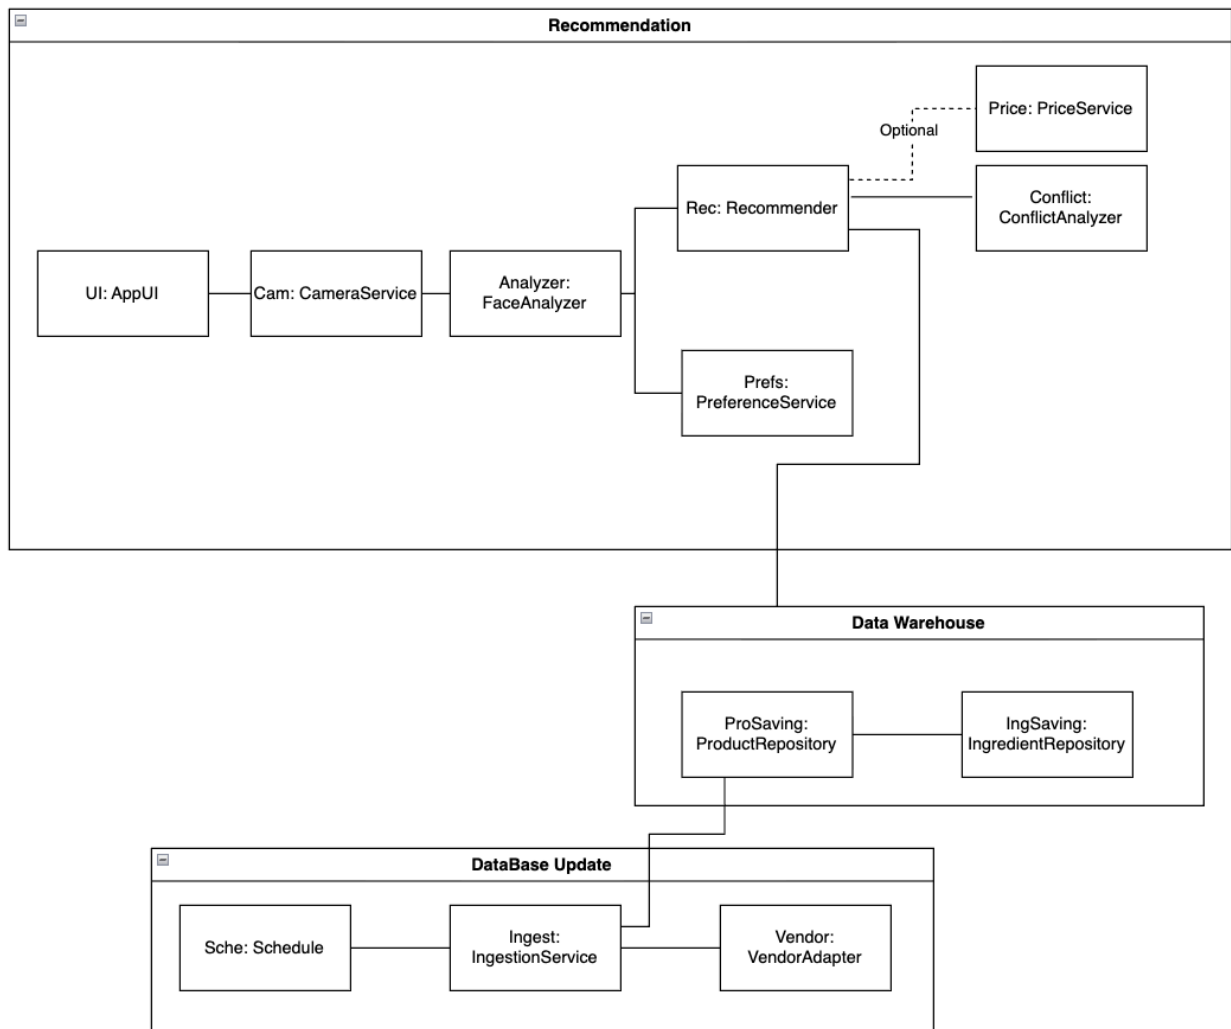 Recommendation
Price: PriceService
Optional
Rec: Recommender
Conflict:
ConflictAnalyzer
UI: AppUI
Cam: CameraService
Analyzer:
FaceAnalyzer
Prefs:
PreferenceService
Data Warehouse
ProSaving:
ProductRepository
IngSaving:
IngredientRepository
DataBase Update
Sche: Schedule
Ingest:
IngestionService
Vendor:
VendorAdapter